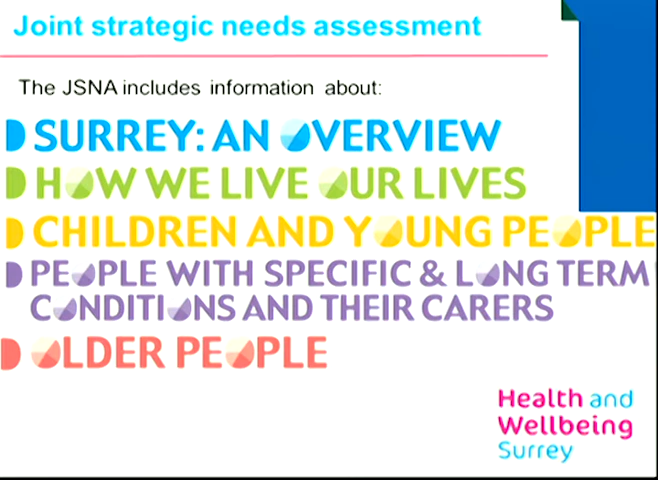 Joint strategic needs assessment
The JSNA includes information about:
SURREY: AN OVERVIEW
HOW WE LIVE OUR LIVES
CHILDREN AND YOUNG PEOPLE
PEOPLE WITH SPECIFIC & LONG TERM
CONDITIONS AND THEIR CARERS
OLDER PEOPLE
Health and
Wellbeing
Surrey